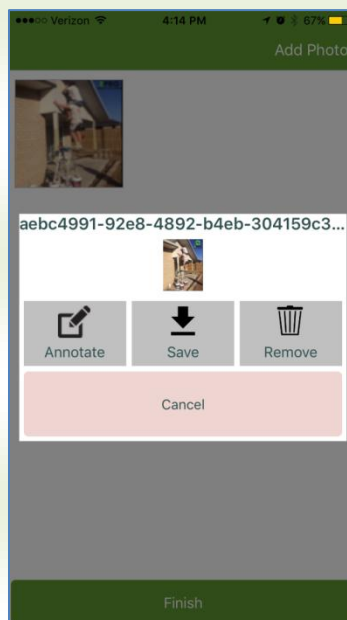 Verizon 4:14 PM 67%
Add Photo
aebc4991-92e8-4892-b4eb-304159c3...
Annotate Save Remove
Cancel
Finish